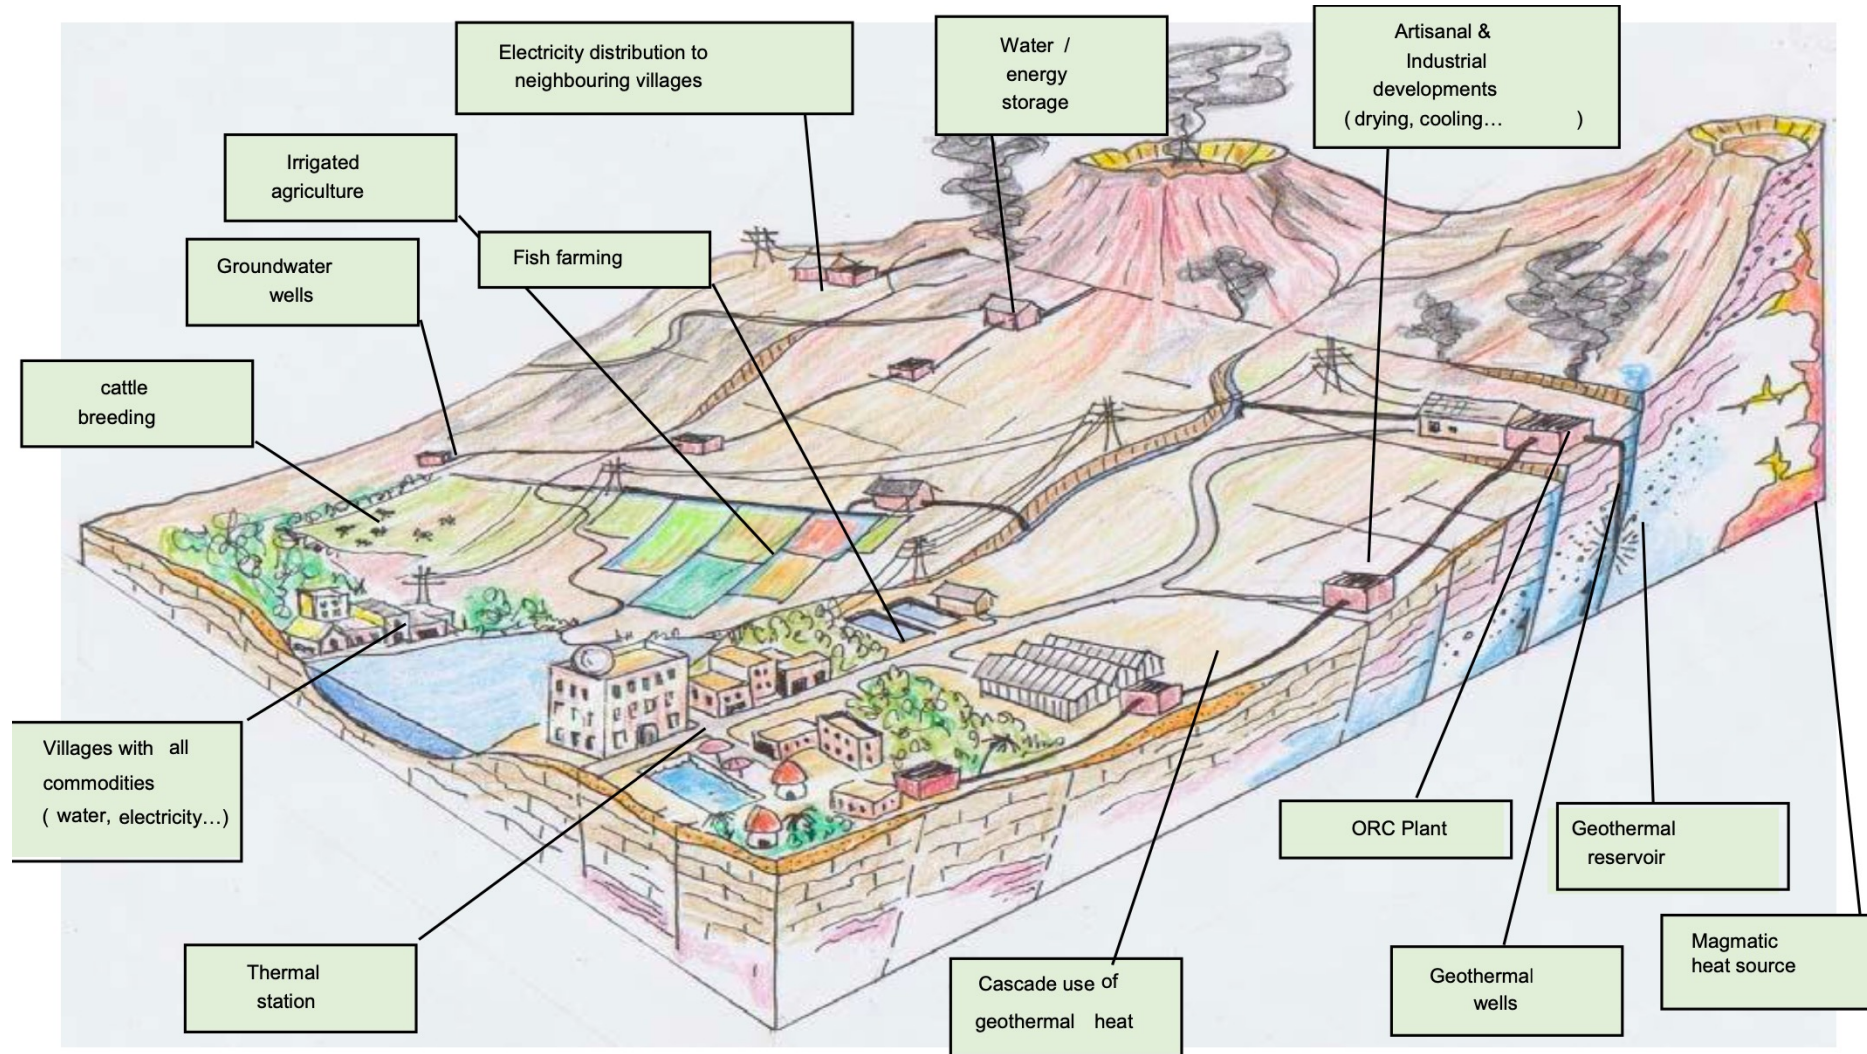 Electricity distribution to
neighbouring villages
Water /
energy
storage
Artisanal &
Industrial
developments
( drying, cooling… )
Irrigated
agriculture
Fish farming
Groundwater
wells
cattle
breeding
Villages with all
commodities
( water, electricity…)
Thermal
station
Cascade use of
geothermal heat
ORC Plant
Geothermal
reservoir
Geothermal
wells
Magmatic
heat source